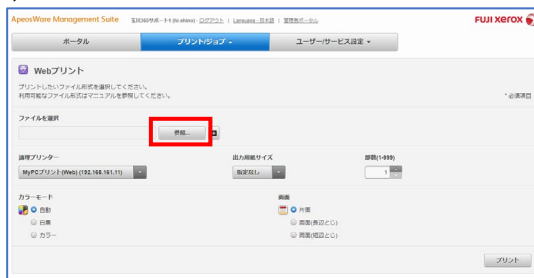 ApeosWare Management Suite
ログアウト | Language-日本語 | 管理者ポータル
FUJI XEROX
ポータル
プリント/ジョブ
ユーザー/サービス設定
Webプリント
プリントしたいファイル形式を選択してください。
利用可能なファイル形式はマニュアルを参照してください。
*必須項目
ファイルを選択
参照...
論理プリンター
出力用紙サイズ
部数(1-999)
MyPCプリント(Web) (192.168.161.11)
指定なし
1
カラーモード
両面
自動
片面
白黒
両面(長辺とじ)
カラー
両面(短辺とじ)
プリント